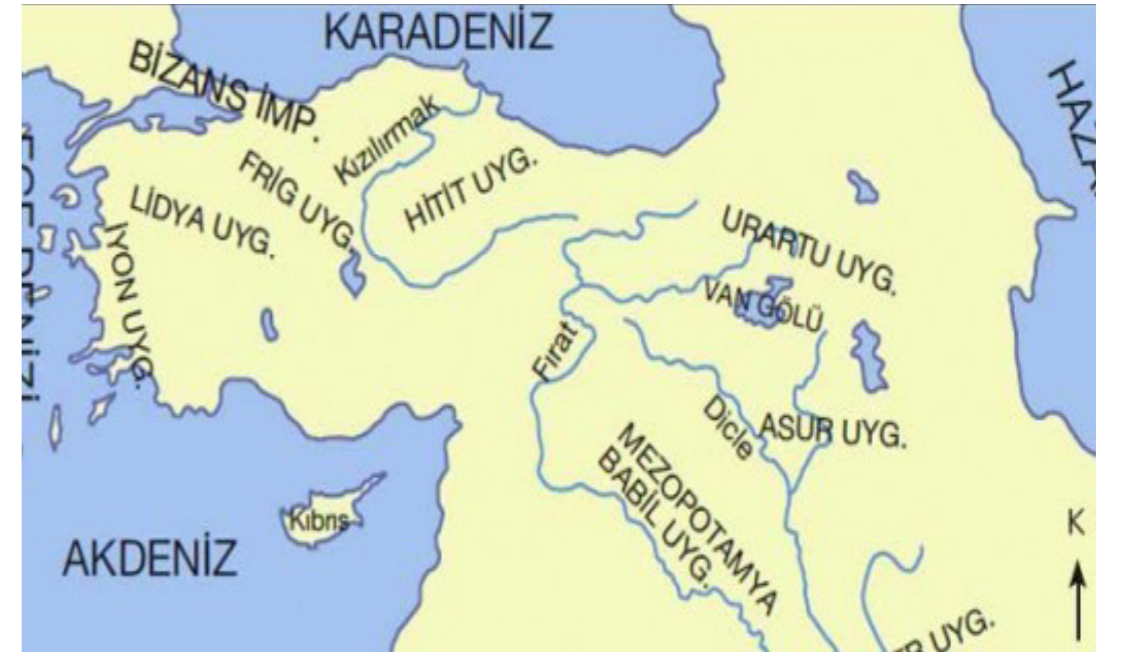 KARADENİZ
BİZANS İMP.
Kızılırmak
HİTİT UYG.
FRİG UYG.
LİDYA UYG.
İYON UYG.
URARTU UYG.
VAN GÖLÜ
Fırat
Dicle
ASUR UYG.
MEZOPOTAMYA
BABİL UYG.
Kıbrıs
AKDENİZ
K
UYG.